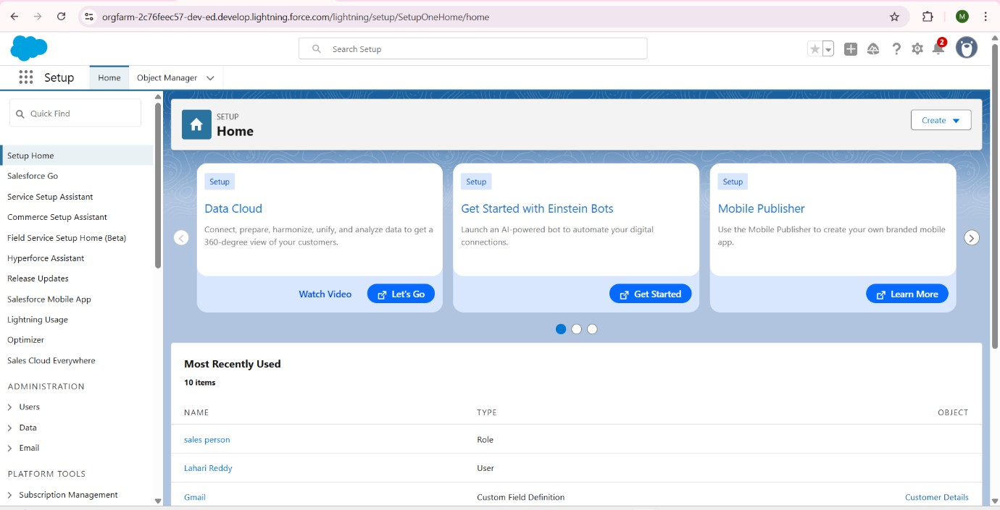 orgfarm-2c76feec57-dev-ed.develop.lightning.force.com/lightning/setup/SetupOneHome/home
M
Search Setup
2
Setup
Home
Object Manager
Quick Find
Setup Home
Salesforce Go
Service Setup Assistant
Commerce Setup Assistant
Field Service Setup Home (Beta)
Hyperforce Assistant
Release Updates
Salesforce Mobile App
Lightning Usage
Optimizer
Sales Cloud Everywhere
ADMINISTRATION
Users
Data
Email
PLATFORM TOOLS
Subscription Management
SETUP
Home
Create
Setup
Data Cloud
Connect, prepare, harmonize, unify, and analyze data to get a
360-degree view of your customers.
Watch Video
Let's Go
Setup
Get Started with Einstein Bots
Launch an AI-powered bot to automate your digital
connections.
Get Started
Setup
Mobile Publisher
Use the Mobile Publisher to create your own branded mobile
app.
Learn More
Most Recently Used
10 items
NAME TYPE OBJECT
sales person Role
Lahari Reddy User
Gmail Custom Field Definition Customer Details